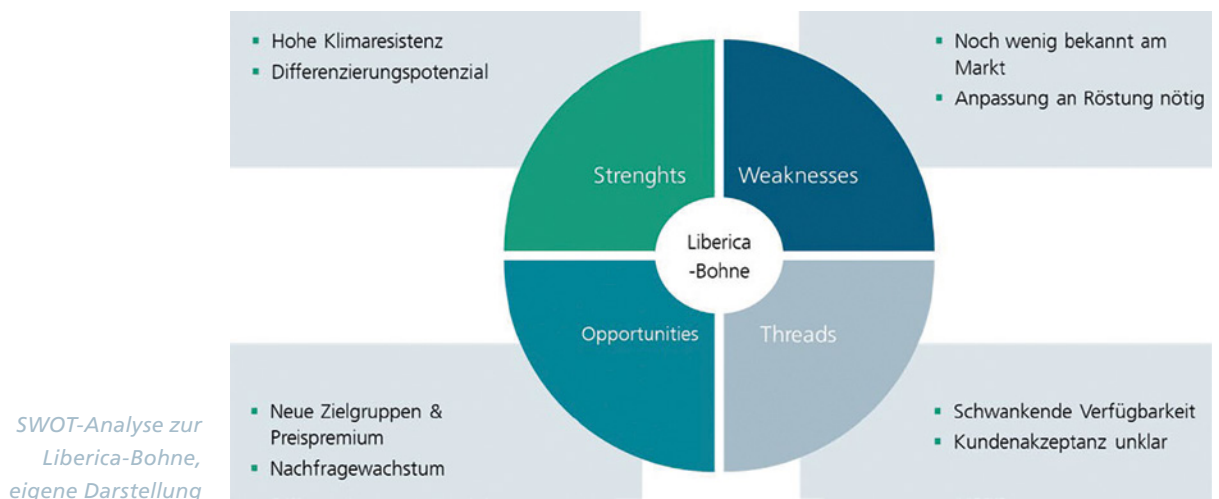 ▪ Hohe Klimaresistenz
▪ Differenzierungspotenzial
▪ Noch wenig bekannt am
Markt
▪ Anpassung an Röstung nötig
Strenghts
Weaknesses
Liberica
-Bohne
Opportunities
Threads
▪ Neue Zielgruppen &
Preispremium
▪ Nachfragewachstum
▪ Schwankende Verfügbarkeit
▪ Kundenakzeptanz unklar
SWOT-Analyse zur
Liberica-Bohne,
eigene Darstellung